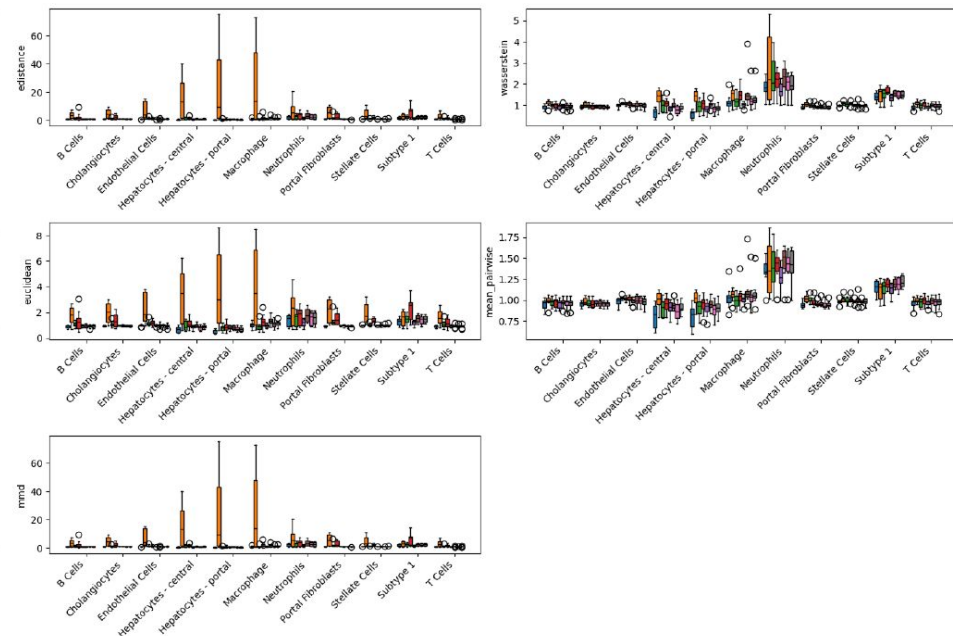 edistance
60
40
20
0
B Cells
Cholangiocytes
Endothelial Cells
Hepatocytes - central
Hepatocytes - portal
Macrophage
Neutrophils
Portal Fibroblasts
Stellate Cells
Subtype 1
T Cells
wasserstein
5
4
3
2
1
B Cells
Cholangiocytes
Endothelial Cells
Hepatocytes - central
Hepatocytes - portal
Macrophage
Neutrophils
Portal Fibroblasts
Stellate Cells
Subtype 1
T Cells
euclidean
8
6
4
2
0
B Cells
Cholangiocytes
Endothelial Cells
Hepatocytes - central
Hepatocytes - portal
Macrophage
Neutrophils
Portal Fibroblasts
Stellate Cells
Subtype 1
T Cells
mean_pairwise
1.75
1.50
1.25
1.00
0.75
B Cells
Cholangiocytes
Endothelial Cells
Hepatocytes - central
Hepatocytes - portal
Macrophage
Neutrophils
Portal Fibroblasts
Stellate Cells
Subtype 1
T Cells
mmd
60
40
20
0
B Cells
Cholangiocytes
Endothelial Cells
Hepatocytes - central
Hepatocytes - portal
Macrophage
Neutrophils
Portal Fibroblasts
Stellate Cells
Subtype 1
T Cells